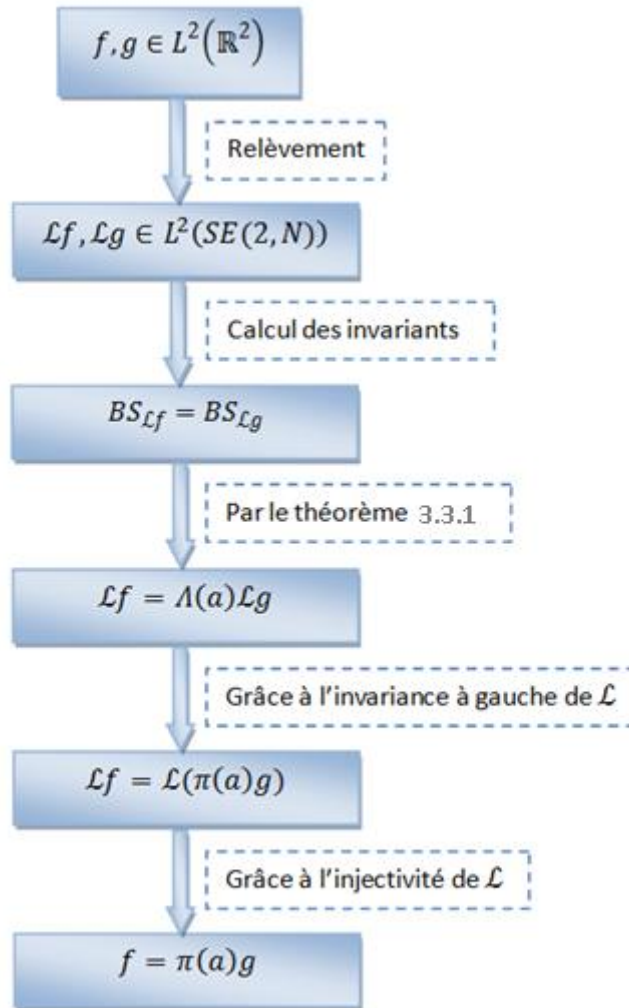 f, g ∈ L²(ℝ²)
Relèvement
ℒf, ℒg ∈ L²(SE(2, N))
Calcul des invariants
BS_ℒf = BS_ℒg
Par le théorème 3.3.1
ℒf = Λ(a)ℒg
Grâce à l'invariance à gauche de ℒ
ℒf = ℒ(π(a)g)
Grâce à l'injectivité de ℒ
f = π(a)g